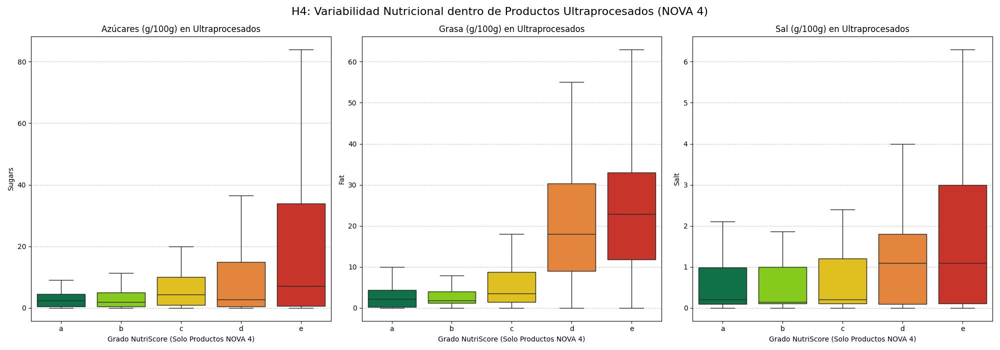 H4: Variabilidad Nutricional dentro de Productos Ultraprocesados (NOVA 4)
Azúcares (g/100g) en Ultraprocesados
Sugars
80
60
40
20
0
a b c d e
Grado NutriScore (Solo Productos NOVA 4)
Grasa (g/100g) en Ultraprocesados
Fat
60
50
40
30
20
10
0
a b c d e
Grado NutriScore (Solo Productos NOVA 4)
Sal (g/100g) en Ultraprocesados
Salt
6
5
4
3
2
1
0
a b c d e
Grado NutriScore (Solo Productos NOVA 4)